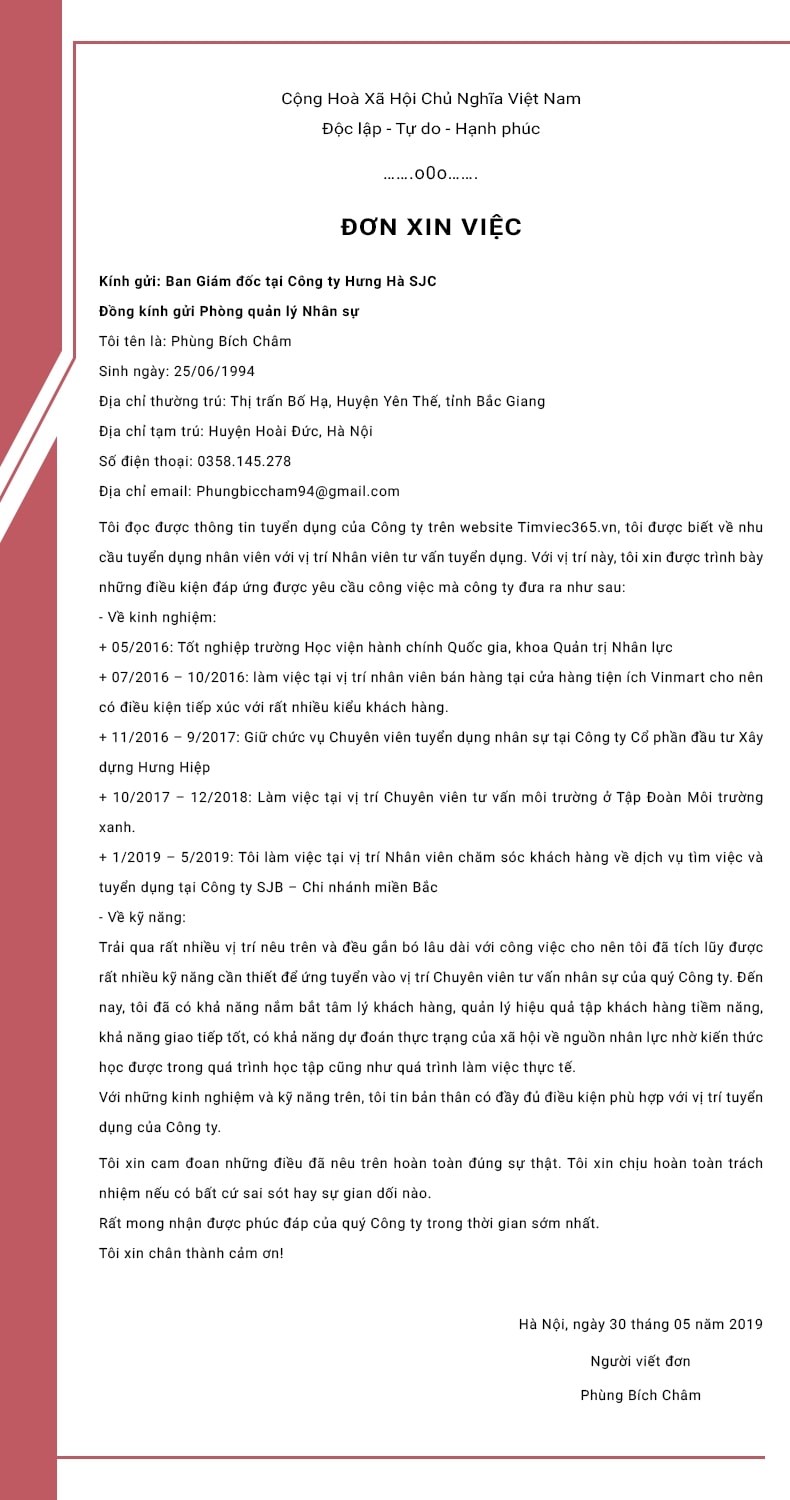 Cộng Hoà Xã Hội Chủ Nghĩa Việt Nam
Độc lập - Tự do - Hạnh phúc
…….o0o…….
ĐƠN XIN VIỆC
Kính gửi: Ban Giám đốc tại Công ty Hưng Hà SJC
Đồng kính gửi Phòng quản lý Nhân sự
Tôi tên là: Phùng Bích Châm
Sinh ngày: 25/06/1994
Địa chỉ thường trú: Thị trấn Bố Hạ, Huyện Yên Thế, tỉnh Bắc Giang
Địa chỉ tạm trú: Huyện Hoài Đức, Hà Nội
Số điện thoại: 0358.145.278
Địa chỉ email: Phungbiccham94@gmail.com
Tôi đọc được thông tin tuyển dụng của Công ty trên website Timviec365.vn, tôi được biết về nhu
cầu tuyển dụng nhân viên với vị trí Nhân viên tư vấn tuyển dụng. Với vị trí này, tôi xin được trình bày
những điều kiện đáp ứng được yêu cầu công việc mà công ty đưa ra như sau:
- Về kinh nghiệm:
+ 05/2016: Tốt nghiệp trường Học viện hành chính Quốc gia, khoa Quản trị Nhân lực
+ 07/2016 – 10/2016: làm việc tại vị trí nhân viên bán hàng tại cửa hàng tiện ích Vinmart cho nên
có điều kiện tiếp xúc với rất nhiều kiểu khách hàng.
+ 11/2016 – 9/2017: Giữ chức vụ Chuyên viên tuyển dụng nhân sự tại Công ty Cổ phần đầu tư Xây
dựng Hưng Hiệp
+ 10/2017 – 12/2018: Làm việc tại vị trí Chuyên viên tư vấn môi trường ở Tập Đoàn Môi trường
xanh.
+ 1/2019 – 5/2019: Tôi làm việc tại vị trí Nhân viên chăm sóc khách hàng về dịch vụ tìm việc và
tuyển dụng tại Công ty SJB – Chi nhánh miền Bắc
- Về kỹ năng:
Trải qua rất nhiều vị trí nêu trên và đều gắn bó lâu dài với công việc cho nên tôi đã tích lũy được
rất nhiều kỹ năng cần thiết để ứng tuyển vào vị trí Chuyên viên tư vấn nhân sự của quý Công ty. Đến
nay, tôi đã có khả năng nắm bắt tâm lý khách hàng, quản lý hiệu quả tập khách hàng tiềm năng,
khả năng giao tiếp tốt, có khả năng dự đoán thực trạng của xã hội về nguồn nhân lực nhờ kiến thức
học được trong quá trình học tập cũng như quá trình làm việc thực tế.
Với những kinh nghiệm và kỹ năng trên, tôi tin bản thân có đầy đủ điều kiện phù hợp với vị trí tuyển
dụng của Công ty.
Tôi xin cam đoan những điều đã nêu trên hoàn toàn đúng sự thật. Tôi xin chịu hoàn toàn trách
nhiệm nếu có bất cứ sai sót hay sự gian dối nào.
Rất mong nhận được phúc đáp của quý Công ty trong thời gian sớm nhất.
Tôi xin chân thành cảm ơn!
Hà Nội, ngày 30 tháng 05 năm 2019
Người viết đơn
Phùng Bích Châm